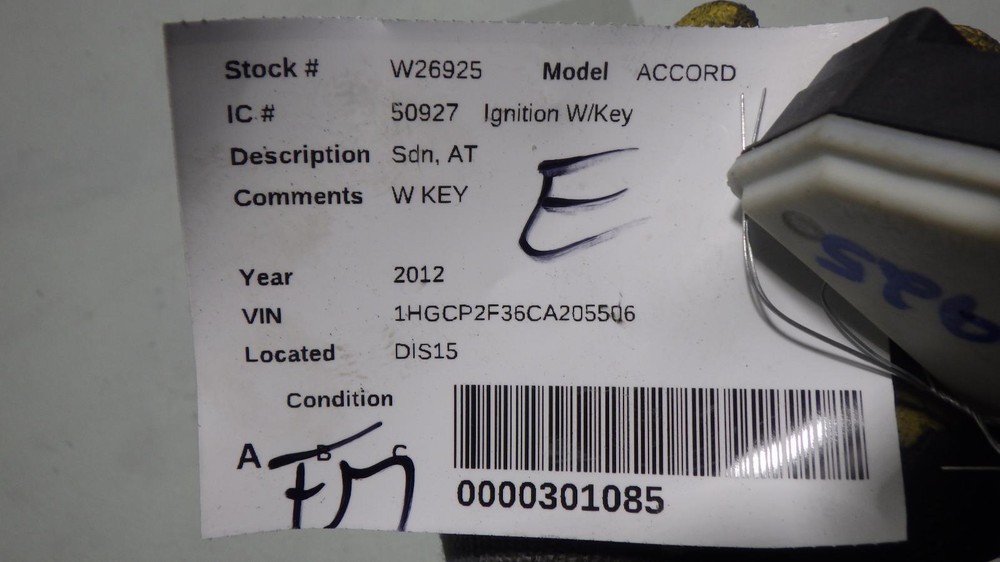 Stock # W26925 Model ACCORD
IC # 50927 Ignition W/Key
Description Sdn, AT
Comments W KEY
E
Year 2012
VIN 1HGCP2F36CA205506
Located DIS15
Condition
A B C
0000301085
925